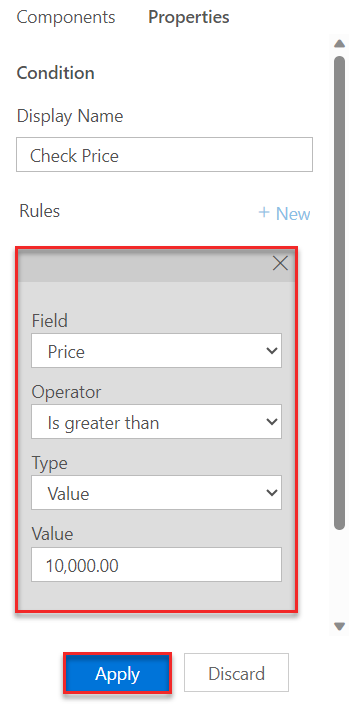 Components Properties
Condition
Display Name
Check Price
Rules + New
Field
Price
Operator
Is greater than
Type
Value
Value
10,000.00
Apply Discard